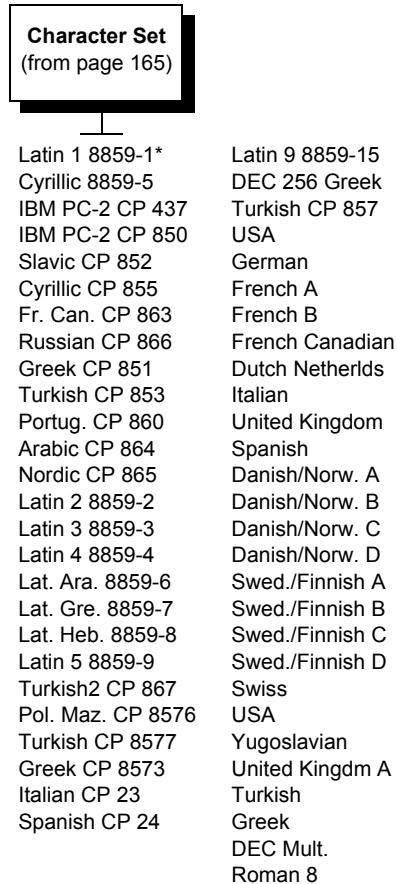 Character Set
(from page 165)
Latin 1 8859-1*
Cyrillic 8859-5
IBM PC-2 CP 437
IBM PC-2 CP 850
Slavic CP 852
Cyrillic CP 855
Fr. Can. CP 863
Russian CP 866
Greek CP 851
Turkish CP 853
Portug. CP 860
Arabic CP 864
Nordic CP 865
Latin 2 8859-2
Latin 3 8859-3
Latin 4 8859-4
Lat. Ara. 8859-6
Lat. Gre. 8859-7
Lat. Heb. 8859-8
Latin 5 8859-9
Turkish2 CP 867
Pol. Maz. CP 8576
Turkish CP 8577
Greek CP 8573
Italian CP 23
Spanish CP 24
Latin 9 8859-15
DEC 256 Greek
Turkish CP 857
USA
German
French A
French B
French Canadian
Dutch Netherlds
Italian
United Kingdom
Spanish
Danish/Norw. A
Danish/Norw. B
Danish/Norw. C
Danish/Norw. D
Swed./Finnish A
Swed./Finnish B
Swed./Finnish C
Swed./Finnish D
Swiss
USA
Yugoslavian
United Kingdm A
Turkish
Greek
DEC Mult.
Roman 8